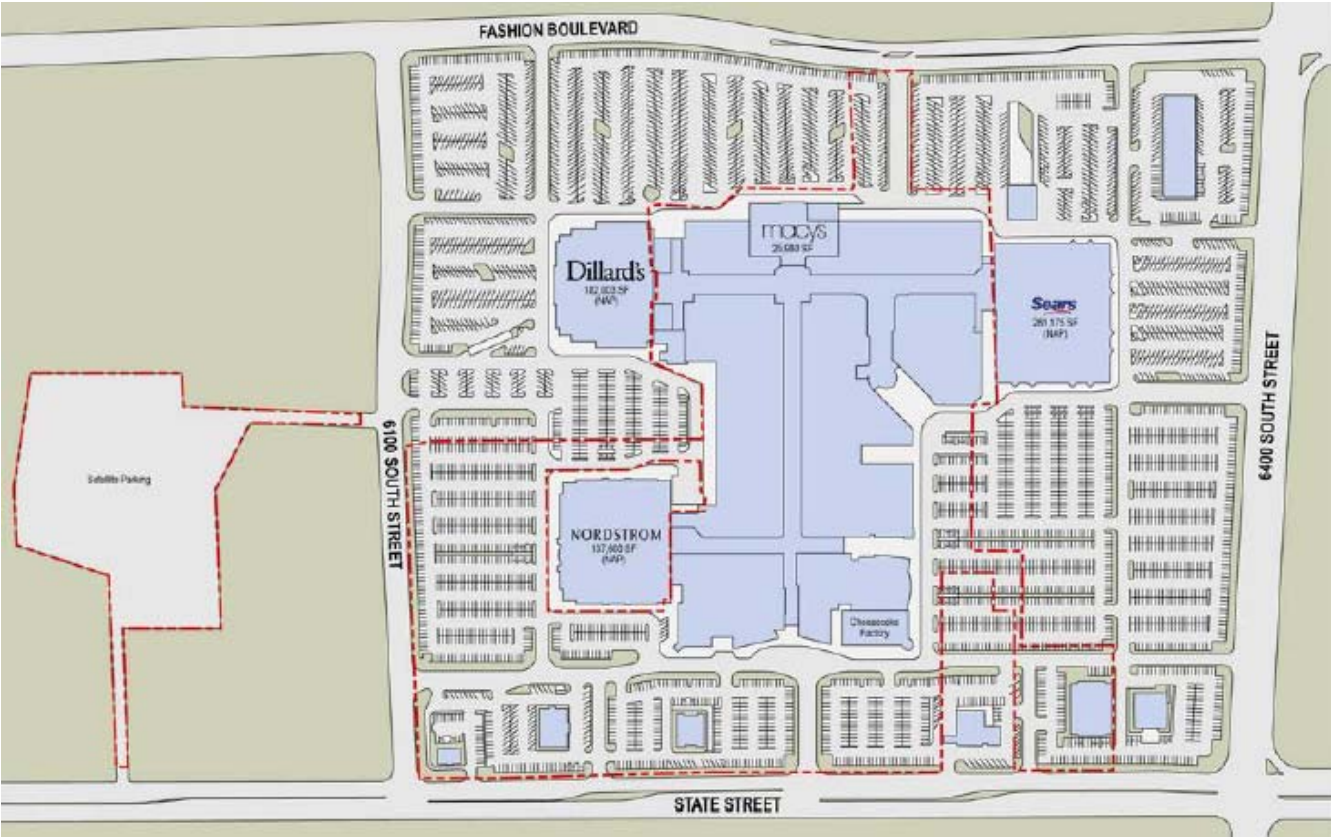 FASHION BOULEVARD
macys
Dillard's
(NAP)
Sears
(NAP)
6400 SOUTH STREET
6100 SOUTH STREET
Satellite Parking
NORDSTROM
(NAP)
Cheesecake
Factory
STATE STREET